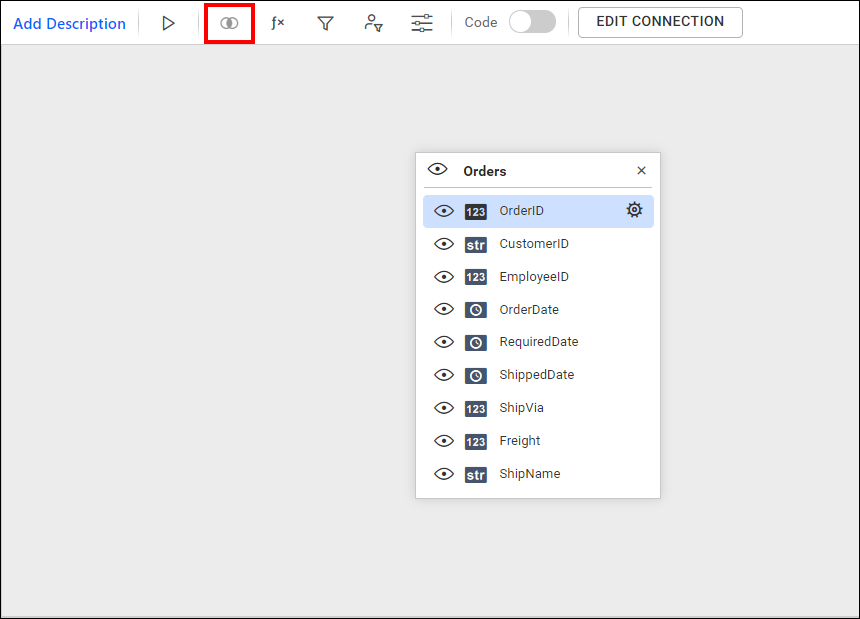 Add Description
ƒ×
Code
EDIT CONNECTION
Orders
123 OrderID
str CustomerID
123 EmployeeID
OrderDate
RequiredDate
ShippedDate
123 ShipVia
123 Freight
str ShipName